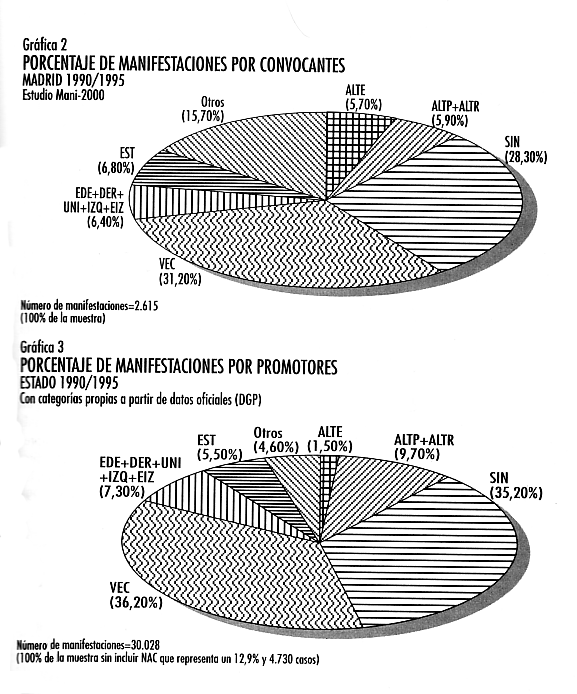 Gráfica 2
PORCENTAJE DE MANIFESTACIONES POR CONVOCANTES
MADRID 1990/1995
Estudio Mani-2000
ALTE
(5,70%)
ALTP+ALTR
(5,90%)
SIN
(28,30%)
Otros
(15,70%)
EST
(6,80%)
EDE+DER+
UNI+IZQ+EIZ
(6,40%)
VEC
(31,20%)
Número de manifestaciones=2.615
(100% de la muestra)
Gráfica 3
PORCENTAJE DE MANIFESTACIONES POR PROMOTORES
ESTADO 1990/1995
Con categorías propias a partir de datos oficiales (DGP)
ALTE
(1,50%)
ALTP+ALTR
(9,70%)
SIN
(35,20%)
Otros
(4,60%)
EST
(5,50%)
EDE+DER+UNI
+IZQ+EIZ
(7,30%)
VEC
(36,20%)
Número de manifestaciones=30.028
(100% de la muestra sin incluir NAC que representa un 12,9% y 4.730 casos)